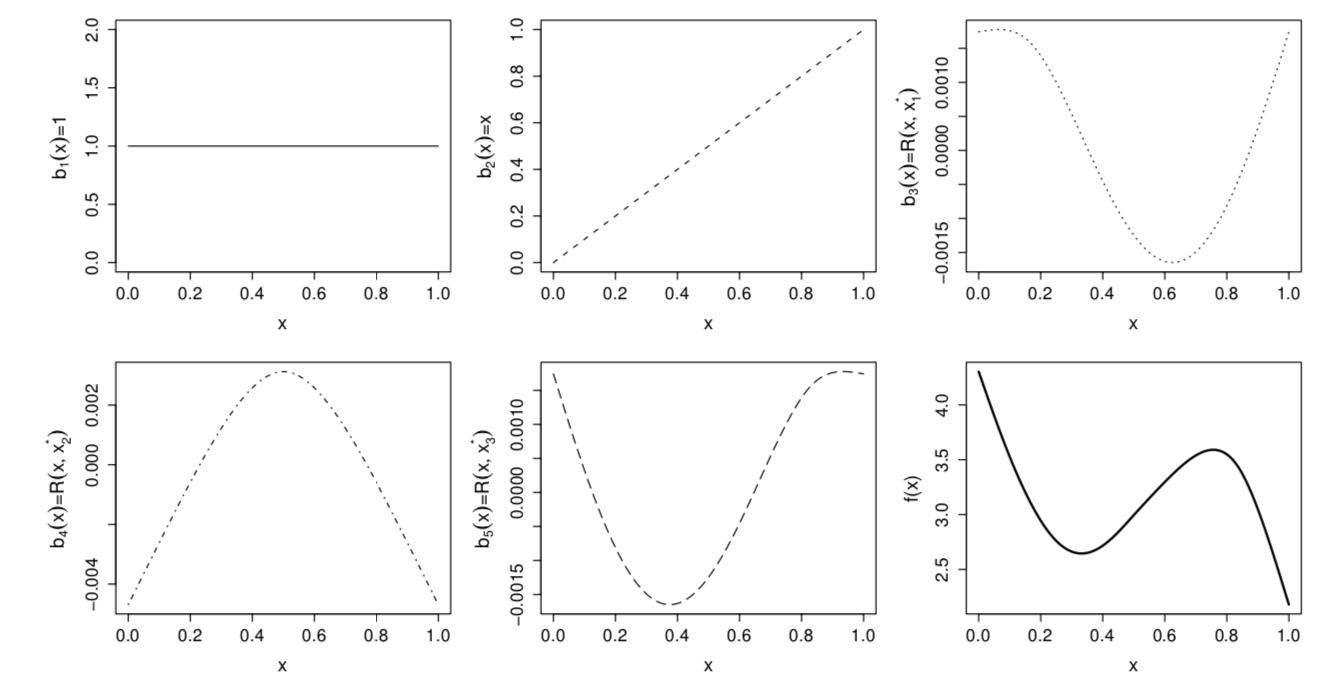 2.0
1.5
1.0
0.5
0.0
b₁(x)=1
0.0 0.2 0.4 0.6 0.8 1.0
x
1.0
0.8
0.6
0.4
0.2
0.0
b₂(x)=x
0.0 0.2 0.4 0.6 0.8 1.0
x
0.0010
0.0000
−0.0015
b₃(x)=R(x, x₁*)
0.0 0.2 0.4 0.6 0.8 1.0
x
0.002
0.000
−0.004
b₄(x)=R(x, x₂*)
0.0 0.2 0.4 0.6 0.8 1.0
x
0.0010
0.0000
−0.0015
b₅(x)=R(x, x₃*)
0.0 0.2 0.4 0.6 0.8 1.0
x
4.0
3.5
3.0
2.5
f(x)
0.0 0.2 0.4 0.6 0.8 1.0
x